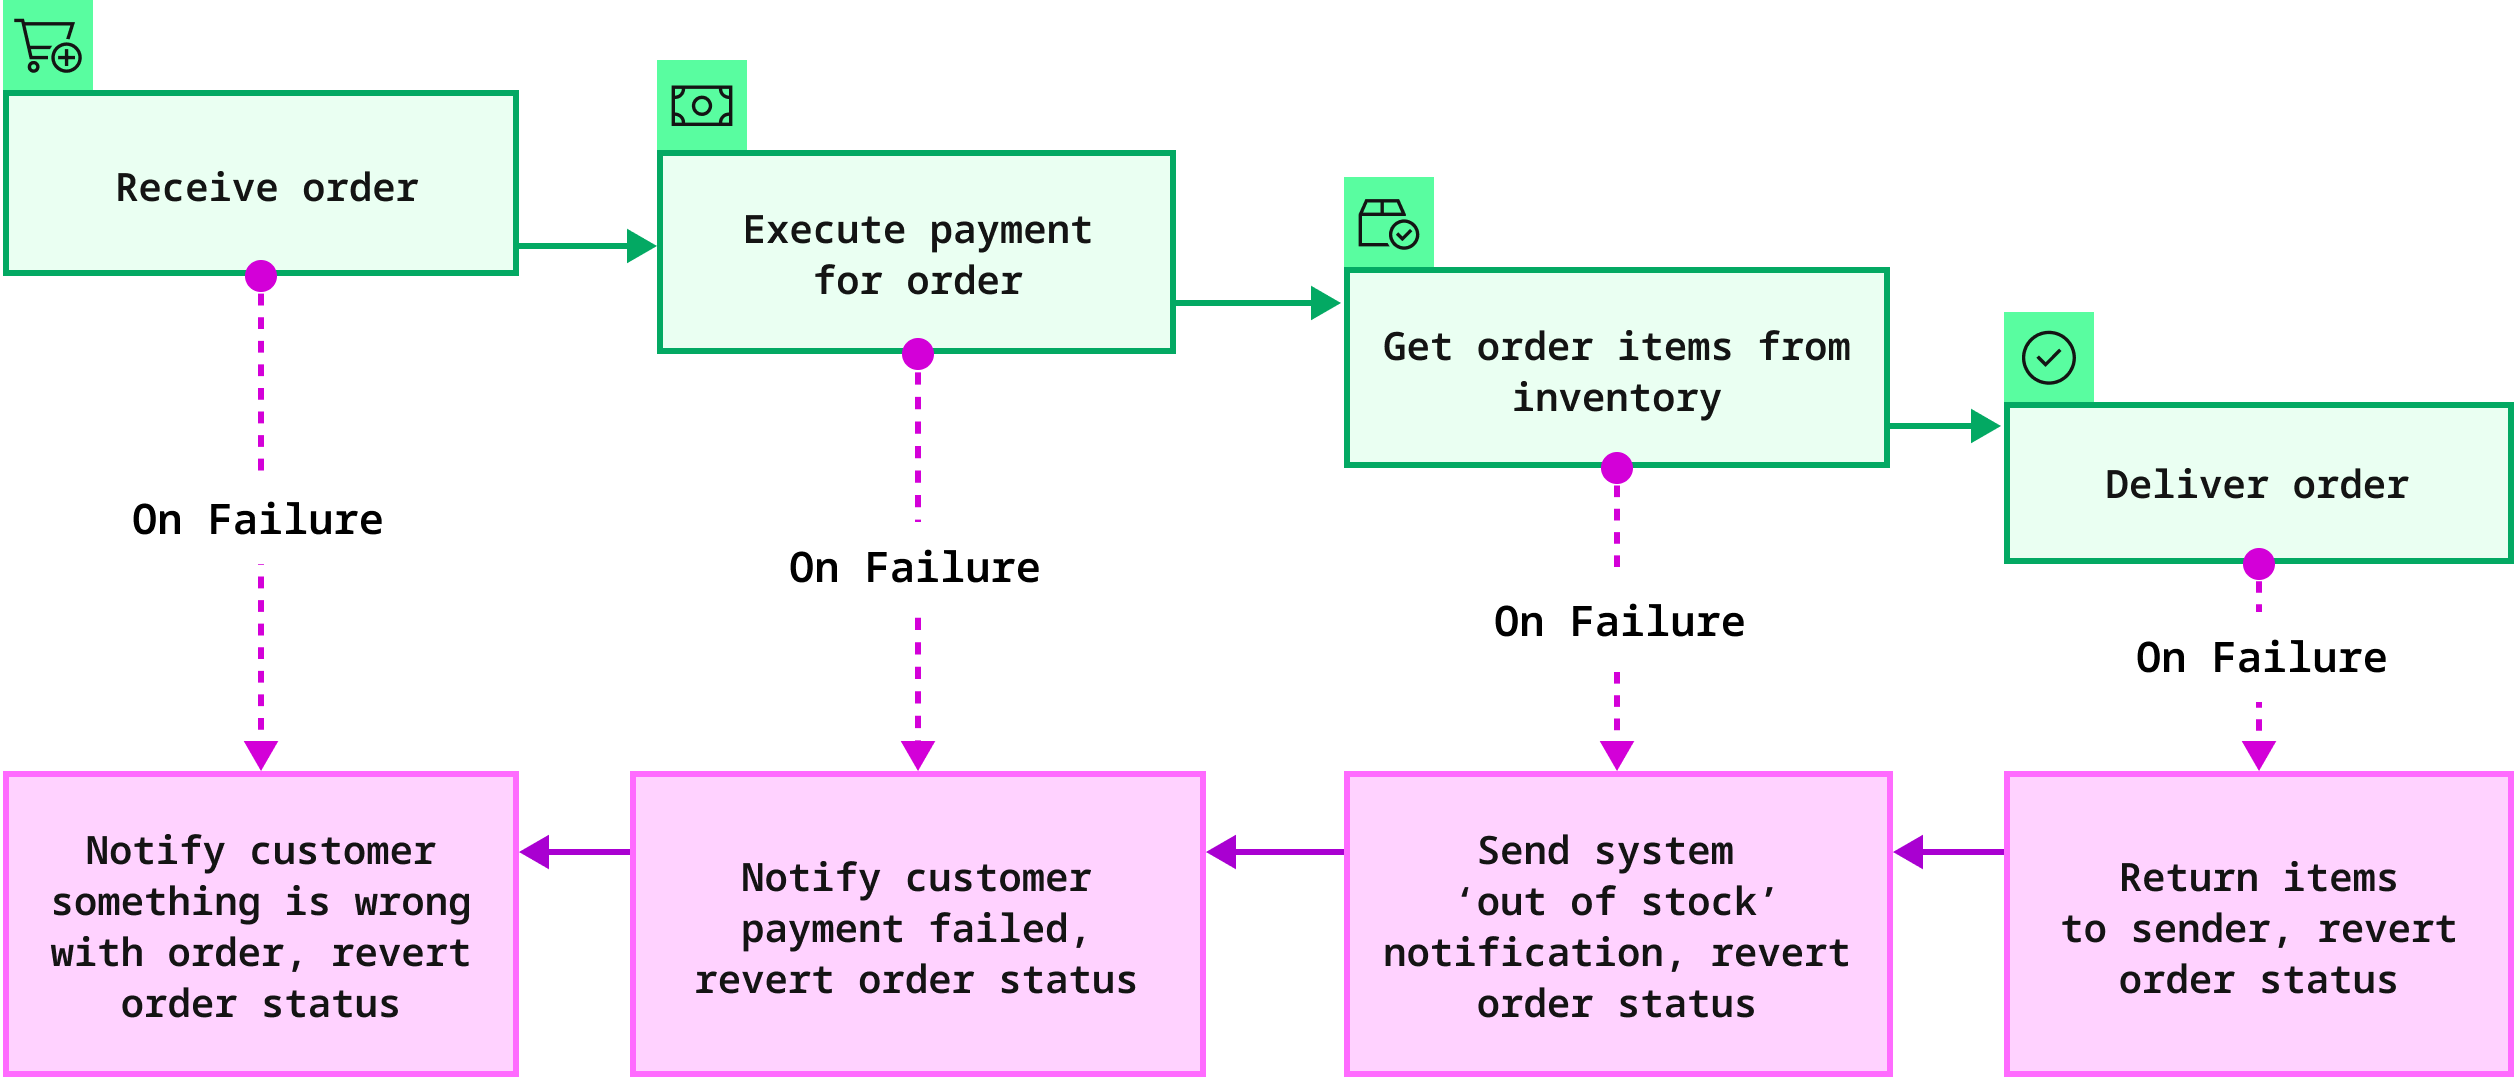 Receive order
Execute payment
for order
Get order items from
inventory
Deliver order
On Failure
On Failure
On Failure
On Failure
Notify customer
something is wrong
with order, revert
order status
Notify customer
payment failed,
revert order status
Send system
‘out of stock’
notification, revert
order status
Return items
to sender, revert
order status